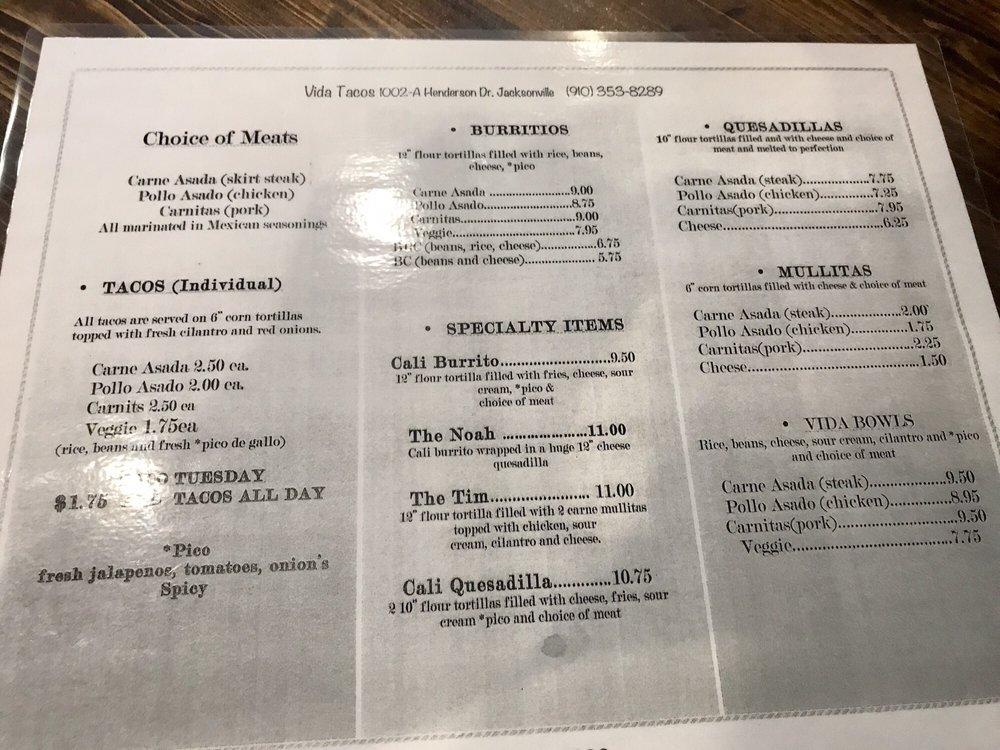 Vida Tacos 1002-A Henderson Dr. Jacksonville (910) 353-8289
Choice of Meats
Carne Asada (skirt steak)
Pollo Asado (chicken)
Carnitas (pork)
All marinated in Mexican seasonings
• TACOS (Individual)
All tacos are served on 6" corn tortillas
topped with fresh cilantro and red onions.
Carne Asada 2.50 ea.
Pollo Asado 2.00 ea.
Carnits 2.50 ea
Veggie 1.75ea
(rice, beans and fresh *pico de gallo)
TUESDAY
$1.75 TACOS ALL DAY
*Pico
fresh jalapenos, tomatoes, onion's
Spicy
• BURRITIOS
12" flour tortillas filled with rice, beans,
cheese, *pico
Carne Asada ........................9.00
Pollo Asado........................8.75
Carnitas........................9.00
Veggie........................7.95
(beans, rice, cheese)................6.75
BC (beans and cheese).................... 5.75
• SPECIALTY ITEMS
Cali Burrito........................9.50
12" flour tortilla filled with fries, cheese, sour
cream, *pico &
choice of meat
The Noah .....................11.00
Cali burrito wrapped in a huge 12" cheese
quesadilla
The Tim....................... 11.00
12" flour tortilla filled with 2 carne mullitas
topped with chicken, sour
cream, cilantro and cheese.
Cali Quesadilla............10.75
2 10" flour tortillas filled with cheese, fries, sour
cream *pico and choice of meat
• QUESADILLAS
10" flour tortillas filled and with cheese and choice of
meat and melted to perfection
Carne Asada (steak)................7.75
Pollo Asado (chicken)................7.25
Carnitas(pork)........................7.95
Cheese....................................6.25
• MULLITAS
6" corn tortillas filled with cheese & choice of meat
Carne Asada (steak)................2.00
Pollo Asado (chicken)..............1.75
Carnitas(pork)........................2.25
Cheese....................................1.50
• VIDA BOWLS
Rice, beans, cheese, sour cream, cilantro and *pico
and choice of meat
Carne Asada (steak)......................9.50
Pollo Asado (chicken)................8.95
Carnitas(pork)........................9.50
Veggie....................................7.75